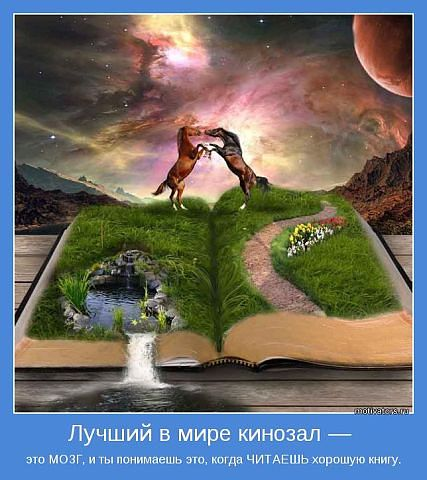 motivators.ru
Лучший в мире кинозал —
это МОЗГ, и ты понимаешь это, когда ЧИТАЕШЬ хорошую книгу.